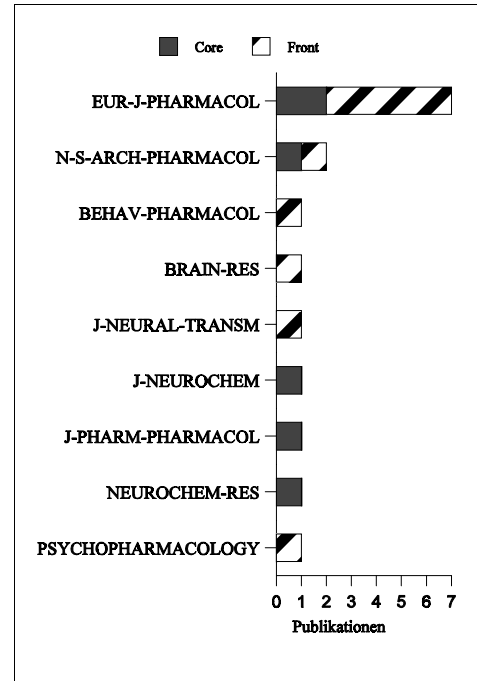 Core Front
EUR-J-PHARMACOL
N-S-ARCH-PHARMACOL
BEHAV-PHARMACOL
BRAIN-RES
J-NEURAL-TRANSM
J-NEUROCHEM
J-PHARM-PHARMACOL
NEUROCHEM-RES
PSYCHOPHARMACOLOGY
0 1 2 3 4 5 6 7
Publikationen